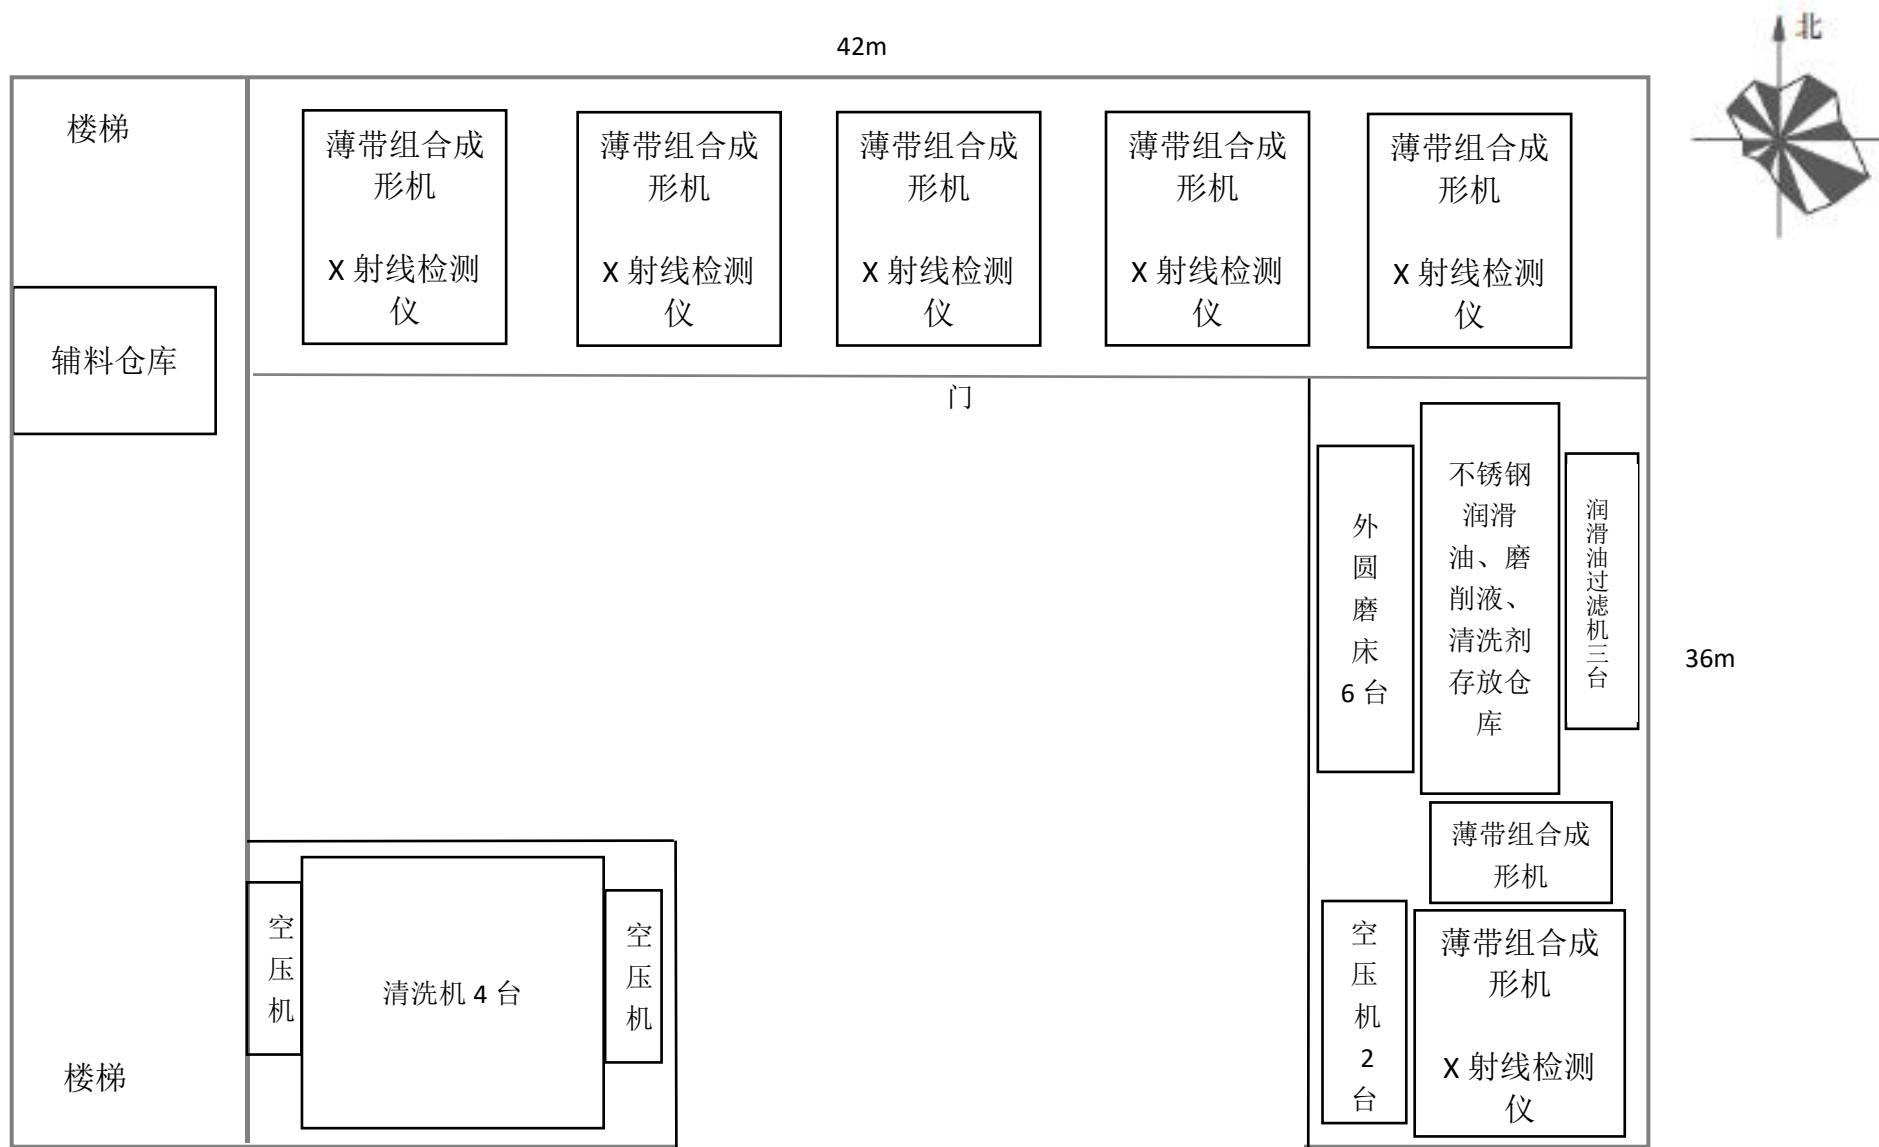 北
42m
楼梯
薄带组合成
形机
X 射线检测
仪
薄带组合成
形机
X 射线检测
仪
薄带组合成
形机
X 射线检测
仪
薄带组合成
形机
X 射线检测
仪
薄带组合成
形机
X 射线检测
仪
辅料仓库
门
外
圆
磨
床
6 台
不锈钢
润滑
油、磨
削液、
清洗剂
存放仓
库
润
滑
油
过
滤
机
三
台
36m
薄带组合成
形机
空
压
机
清洗机 4 台
空
压
机
空
压
机
2
台
薄带组合成
形机
X 射线检测
仪
楼梯